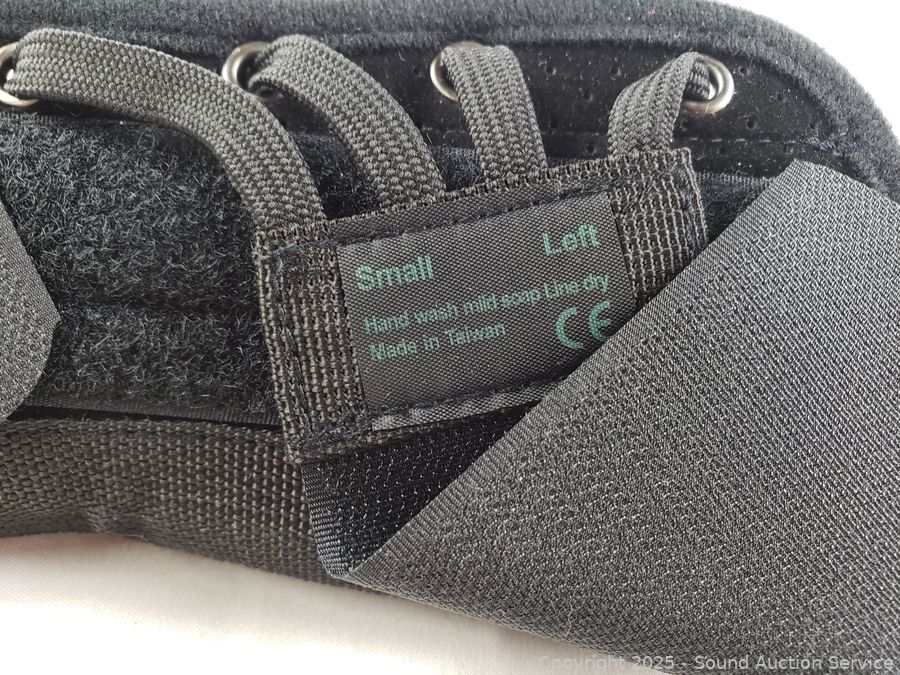 Small Left
Hand wash mild soap Line dry
Made in Taiwan CE
Copyright 2025 - Sound Auction Service